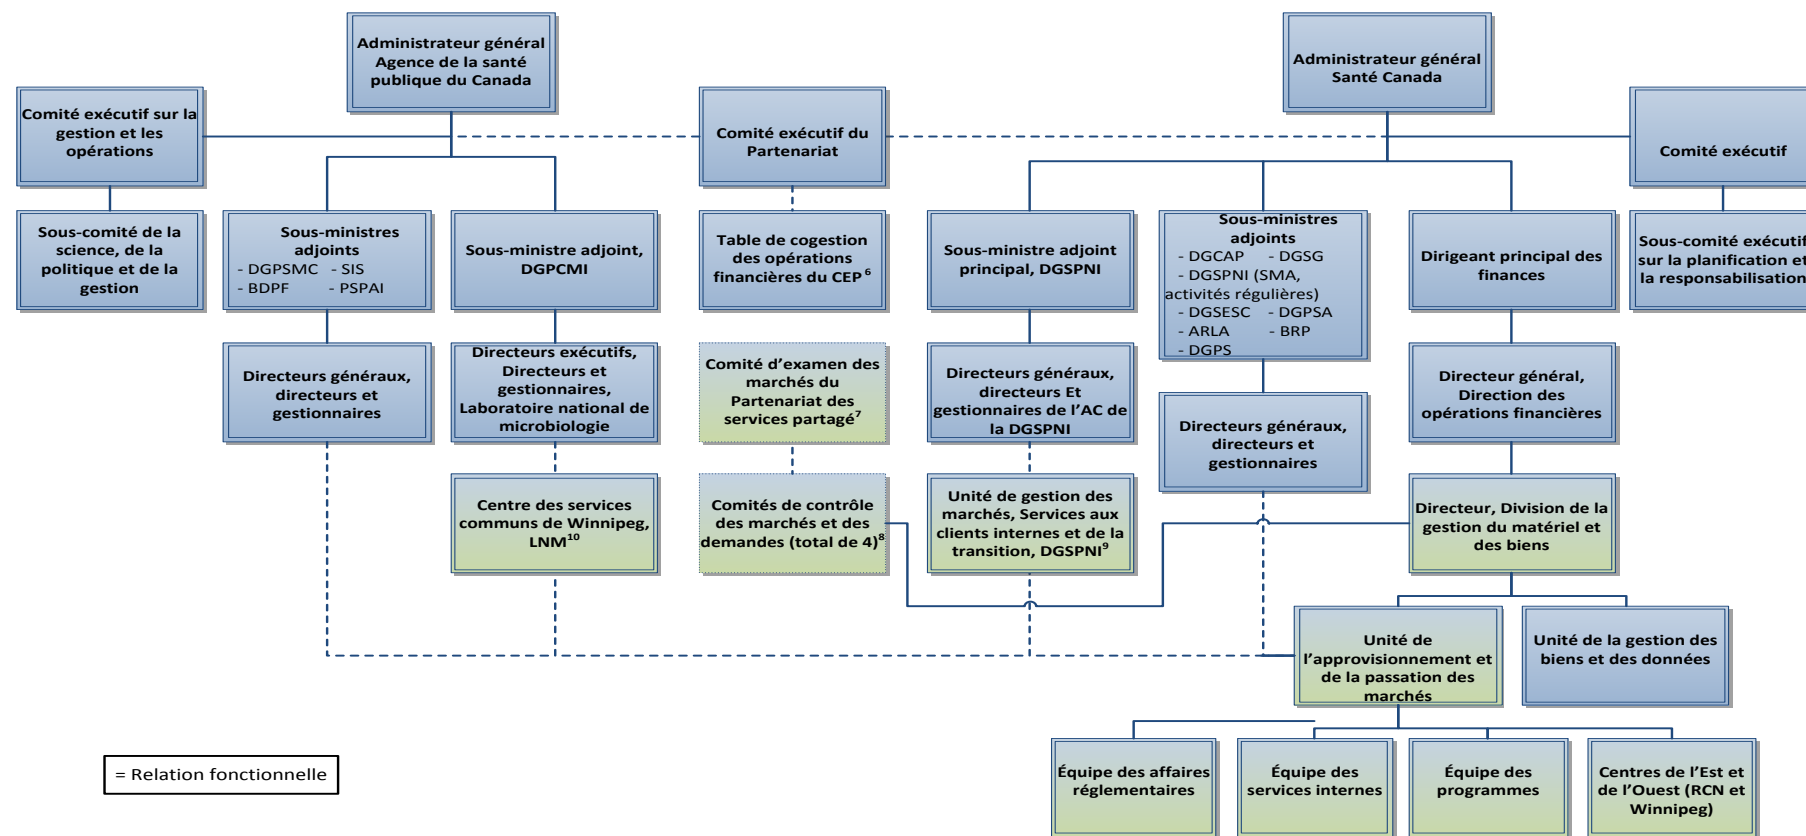 Administrateur général
Agence de la santé
publique du Canada
Administrateur général
Santé Canada
Comité exécutif sur la
gestion et les
opérations
Comité exécutif du
Partenariat
Comité exécutif
Sous-comité de la
science, de la
politique et de la
gestion
Sous-ministres
adjoints
- DGPSMC - SIS
- BDPF - PSPAI
Sous-ministre adjoint,
DGPCMI
Table de cogestion
des opérations
financières du CEP 6
Sous-ministre adjoint
principal, DGSPNI
Sous-ministres
adjoints
- DGCAP - DGSG
- DGSPNI (SMA,
activités régulières)
- DGSESC - DGPSA
- ARLA - BRP
- DGPS
Dirigeant principal des
finances
Sous-comité exécutif
sur la planification et
la responsabilisation
Directeurs généraux,
directeurs et
gestionnaires
Directeurs exécutifs,
Directeurs et
gestionnaires,
Laboratoire national de
microbiologie
Comité d'examen des
marchés du
Partenariat des
services partagé7
Directeurs généraux,
directeurs Et
gestionnaires de l'AC de
la DGSPNI
Directeurs généraux,
directeurs et
gestionnaires
Directeur général,
Direction des
opérations financières
Centre des services
communs de Winnipeg,
LNM10
Comités de contrôle
des marchés et des
demandes (total de 4)8
Unité de gestion des
marchés, Services aux
clients internes et de la
transition, DGSPNI9
Directeur, Division de la
gestion du matériel et
des biens
Unité de
l'approvisionnement et
de la passation des
marchés
Unité de la gestion des
biens et des données
= Relation fonctionnelle
Équipe des affaires
réglementaires
Équipe des
services internes
Équipe des
programmes
Centres de l'Est et
de l'Ouest (RCN et
Winnipeg)